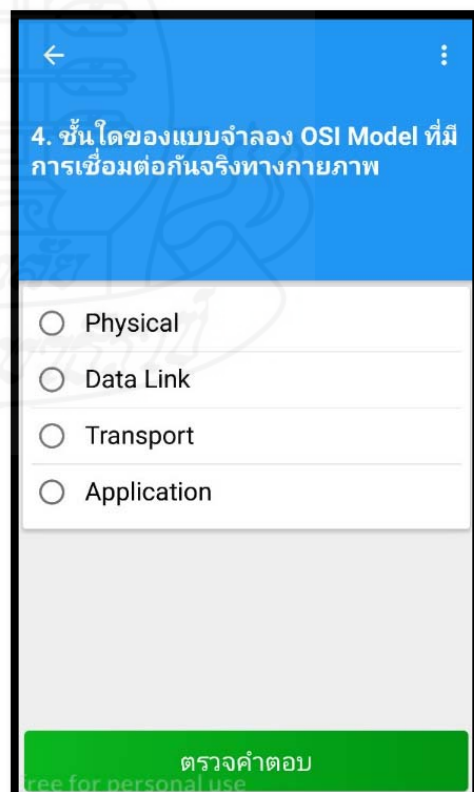 4. ชั้นใดของแบบจำลอง OSI Model ที่มี
การเชื่อมต่อกันจริงทางกายภาพ
Physical
Data Link
Transport
Application
ตรวจคำตอบ
ree for personal use